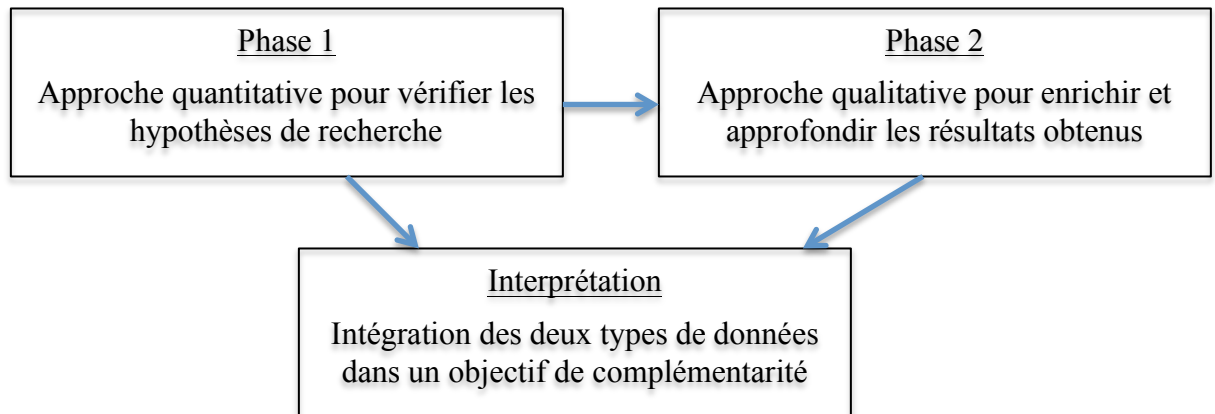 Phase 1
Approche quantitative pour vérifier les
hypothèses de recherche
Phase 2
Approche qualitative pour enrichir et
approfondir les résultats obtenus
Interprétation
Intégration des deux types de données
dans un objectif de complémentarité